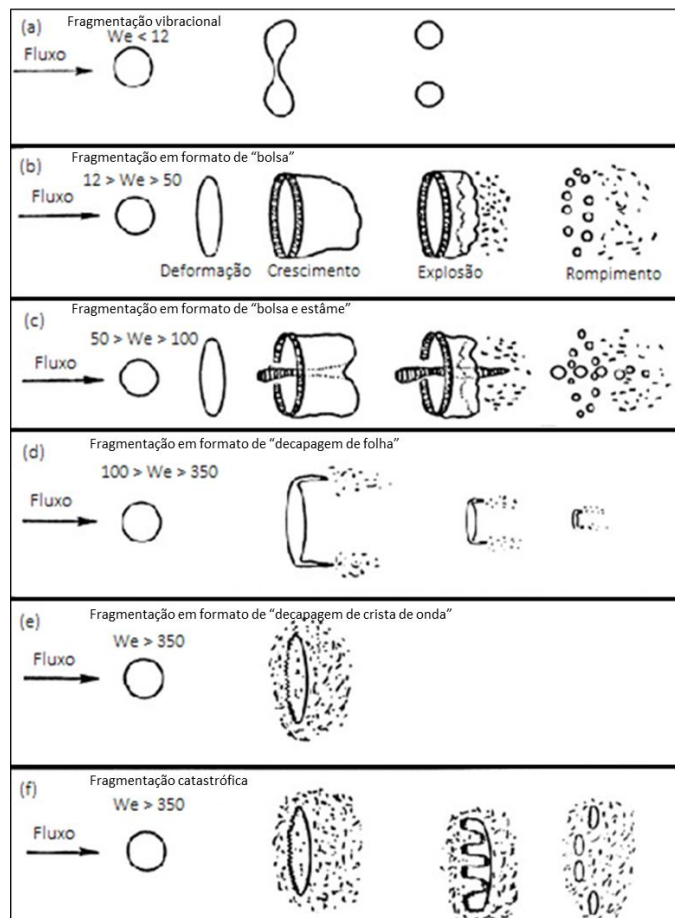 (a) Fragmentação vibracional
We < 12
Fluxo
(b) Fragmentação em formato de “bolsa”
12 > We > 50
Fluxo
Deformação Crescimento Explosão Rompimento
(c) Fragmentação em formato de “bolsa e estâme”
50 > We > 100
Fluxo
(d) Fragmentação em formato de “decapagem de folha”
100 > We > 350
Fluxo
(e) Fragmentação em formato de “decapagem de crista de onda”
We > 350
Fluxo
(f) Fragmentação catastrófica
We > 350
Fluxo